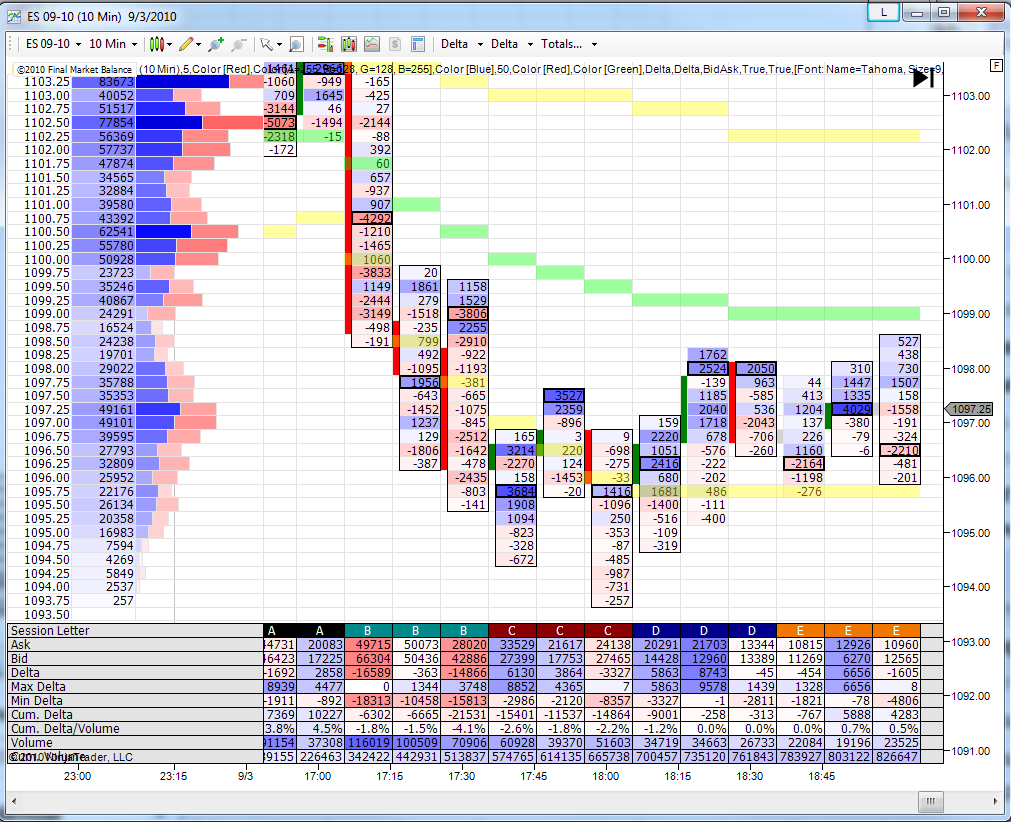 ES 09-10 (10 Min) 9/3/2010
L
ES 09-10 10 Min Delta Delta Totals...
©2010 Final Market Balance (10 Min),5,Color [Red],Color [A=255, R=128, G=128, B=255],Color [Blue],50,Color [Red],Color [Green],Delta,Delta,BidAsk,True,True,[Font: Name=Tahoma, Size=9, F
1103.25 83673 -1060 -949 -165
1103.00 40052 709 1645 -425 1103.00
1102.75 51517 -3144 46 27
1102.50 77854 -5073 -1494 -2144
1102.25 56369 -2318 -15 -88
1102.00 57737 -172 392 1102.00
1101.75 47874 60
1101.50 34565 657
1101.25 32884 -937
1101.00 39580 907 1101.00
1100.75 43392 -4292
1100.50 62541 -1210
1100.25 55780 -1465
1100.00 50928 1060 1100.00
1099.75 23723 -3833 20
1099.50 35246 1149 1861 1158
1099.25 40867 -2444 279 1529
1099.00 24291 -3149 -1518 -3806 1099.00
1098.75 16524 -498 -235 2255
1098.50 24238 -191 799 -2910 527
1098.25 19701 492 -922 1762 438
1098.00 29022 -1095 -1193 2524 2050 310 730 1098.00
1097.75 35788 1956 -381 -139 963 44 1447 1507
1097.50 35353 -643 -665 3527 1185 -585 413 1335 158
1097.25 49161 -1452 -1075 2359 2040 536 1204 4029 -1558 1097.25
1097.00 49101 1237 -845 -896 159 1718 -2043 137 -380 -191 1097.00
1096.75 39595 129 -2512 165 3 9 2220 678 -706 226 -79 -324
1096.50 27793 -1806 -1642 3214 220 -698 1051 -576 -260 1160 -6 -2210
1096.25 32809 -387 -478 -2270 124 -275 2416 -222 -2164 -481
1096.00 25952 -2435 158 -1453 -33 680 -202 -1198 -201 1096.00
1095.75 22176 -803 3684 -20 1416 1681 486 -276
1095.50 26134 -141 1908 -1096 -1400 -111
1095.25 20358 1094 250 -516 -400
1095.00 16983 -823 -353 -109 1095.00
1094.75 7594 -328 -87 -319
1094.50 4269 -672 -485
1094.25 5849 -987
1094.00 2537 -731 1094.00
1093.75 257 -257
1093.50
Session Letter A A B B B C C C D D D E E E
1093.00
Ask 44731 20083 49715 50073 28020 33529 21617 24138 20291 21703 13344 10815 12926 10960
Bid 46423 17225 66304 50436 42886 27399 17753 27465 14428 12960 13389 11269 6270 12565
Delta -1692 2858 -16589 -363 -14866 6130 3864 -3327 5863 8743 -45 -454 6656 -1605
Max Delta 8939 4477 0 1344 3748 8852 4365 7 5863 9578 1439 1328 6656 8
1092.00
Min Delta -1911 -892 -18313 -10458 -15813 -2986 -2120 -8357 -3327 -1 -2811 -1821 -78 -4806
Cum. Delta 7369 10227 -6302 -6665 -21531 -15401 -11537 -14864 -9001 -258 -313 -767 5888 4283
Cum. Delta/Volume 3.8% 4.5% -1.8% -1.5% -4.1% -2.6% -1.8% -2.2% -1.2% 0.0% 0.0% 0.0% 0.7% 0.5%
Volume 91154 37308 116019 100509 70906 60928 39370 51603 34719 34663 26733 22084 19196 23525
1091.00
LLC 226463 342422 442931 513837 574765 614135 665738 700457 735120 761843 783927 803122 826647
23:00 23:15 9/3 17:00 17:15 17:30 17:45 18:00 18:15 18:30 18:45